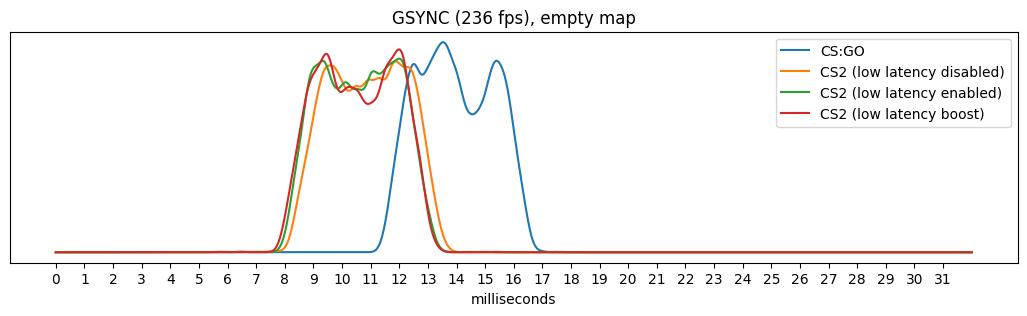 GSYNC (236 fps), empty map
CS:GO
CS2 (low latency disabled)
CS2 (low latency enabled)
CS2 (low latency boost)
0 1 2 3 4 5 6 7 8 9 10 11 12 13 14 15 16 17 18 19 20 21 22 23 24 25 26 27 28 29 30 31
milliseconds